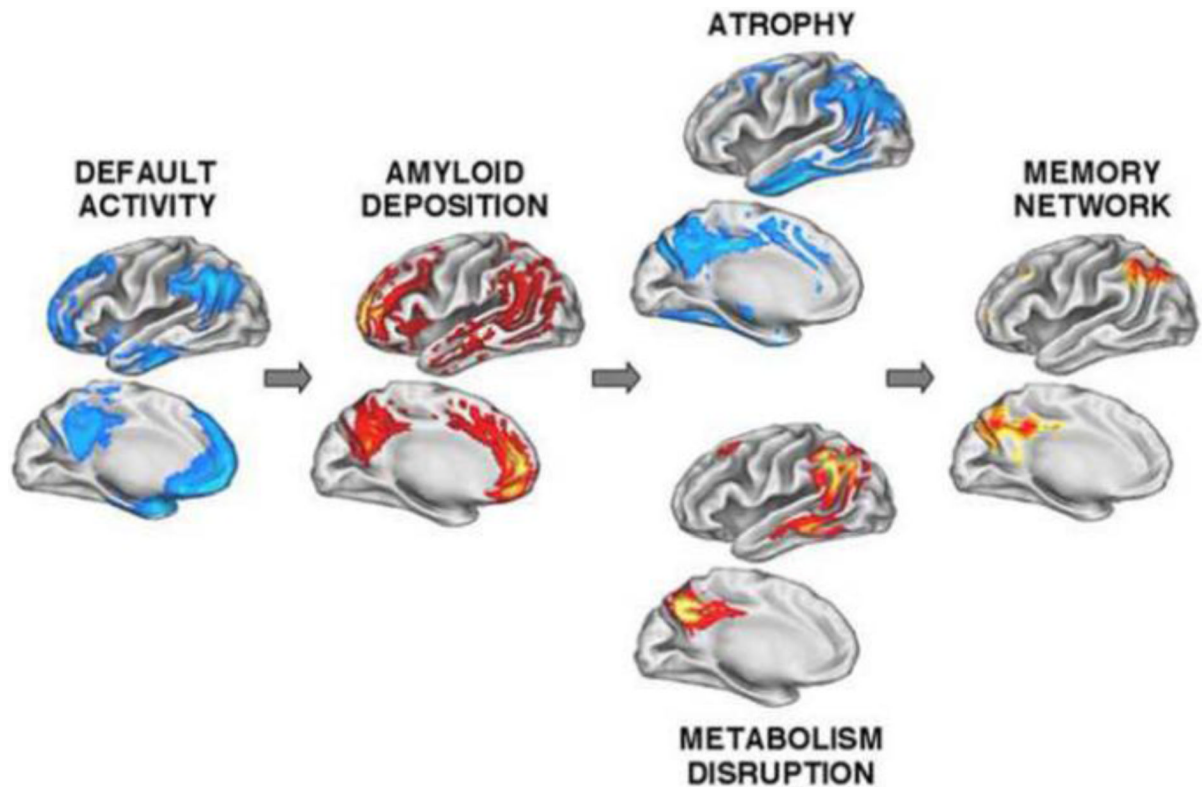 DEFAULT
ACTIVITY
AMYLOID
DEPOSITION
ATROPHY
METABOLISM
DISRUPTION
MEMORY
NETWORK